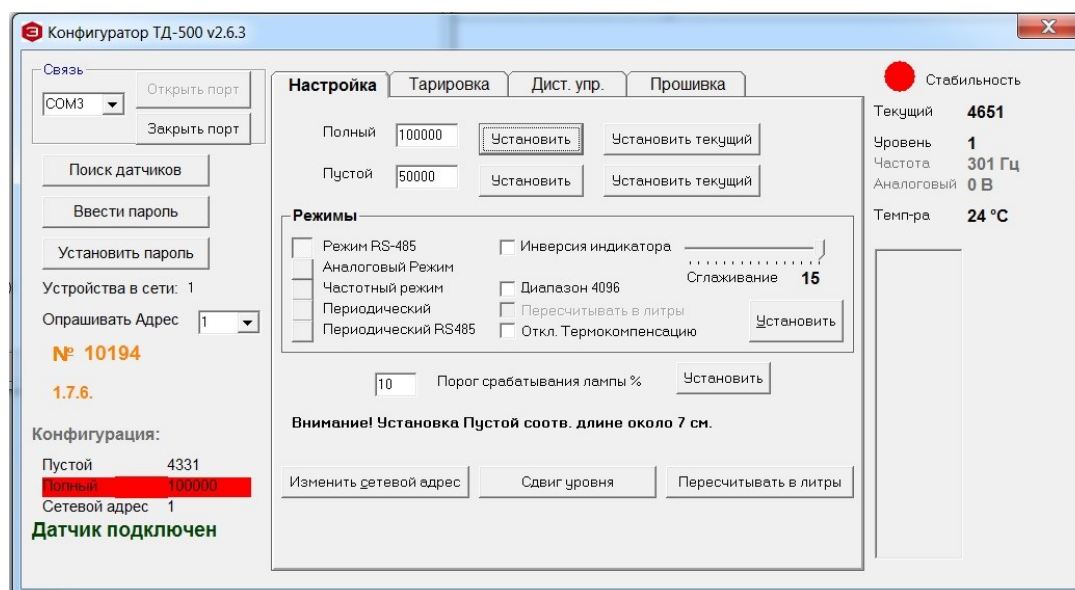 Конфигуратор ТД-500 v2.6.3
Связь
COM3
Открыть порт
Закрыть порт
Поиск датчиков
Ввести пароль
Установить пароль
Устройства в сети: 1
Опрашивать Адрес 1
№ 10194
1.7.6.
Конфигурация:
Пустой 4331
Полный 100000
Сетевой адрес 1
Датчик подключен
Настройка Тарировка Дист. упр. Прошивка
Полный 100000 Установить Установить текущий
Пустой 50000 Установить Установить текущий
Режимы
Режим RS-485
Аналоговый Режим
Частотный режим
Периодический
Периодический RS485
Инверсия индикатора
Диапазон 4096
Пересчитывать в литры
Откл. Термокомпенсацию
Сглаживание 15
Установить
10 Порог срабатывания лампы % Установить
Внимание! Установка Пустой соотв. длине около 7 см.
Изменить сетевой адрес Сдвиг уровня Пересчитывать в литры
Стабильность
Текущий 4651
Уровень 1
Частота 301 Гц
Аналоговый 0 В
Темп-ра 24 °C